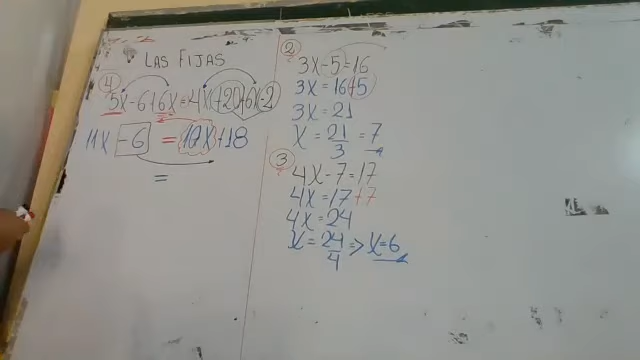 LAS FIJAS
④ 5x-6+6x=4x+20+6x-2
11x -6 = 10x+18
=
②
3x-5=16
3x = 16+5
3x = 21
x = 21/3 = 7
③
4x-7=17
4x=17+7
4x = 24
x = 24/4 => x=6